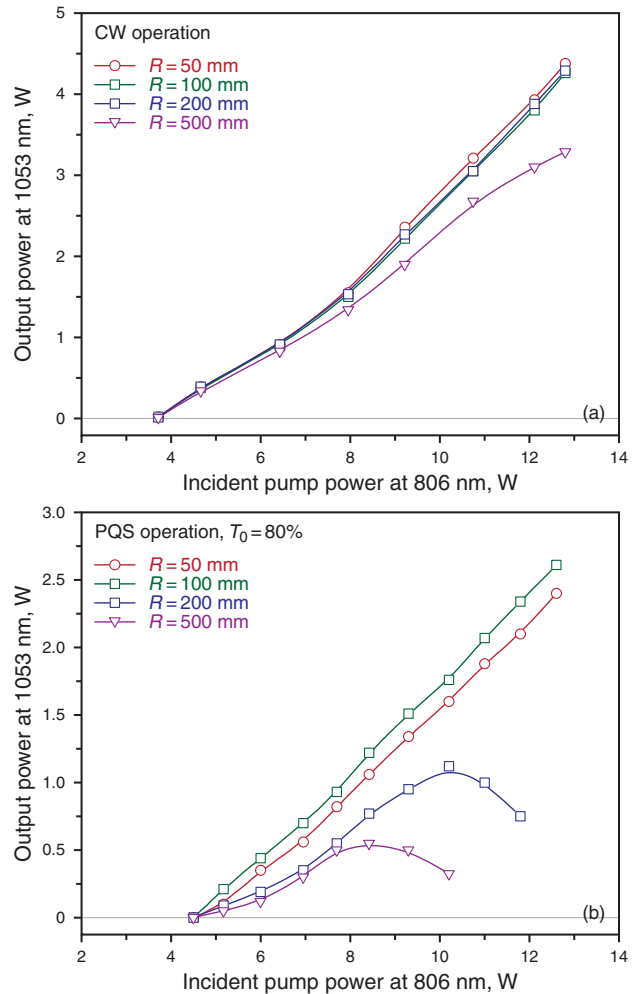 CW operation
R = 50 mm
R = 100 mm
R = 200 mm
R = 500 mm
Output power at 1053 nm, W
5
4
3
2
1
0
(a)
2 4 6 8 10 12 14
Incident pump power at 806 nm, W
PQS operation, T0 = 80%
R = 50 mm
R = 100 mm
R = 200 mm
R = 500 mm
Output power at 1053 nm, W
3.0
2.5
2.0
1.5
1.0
0.5
0
(b)
2 4 6 8 10 12 14
Incident pump power at 806 nm, W